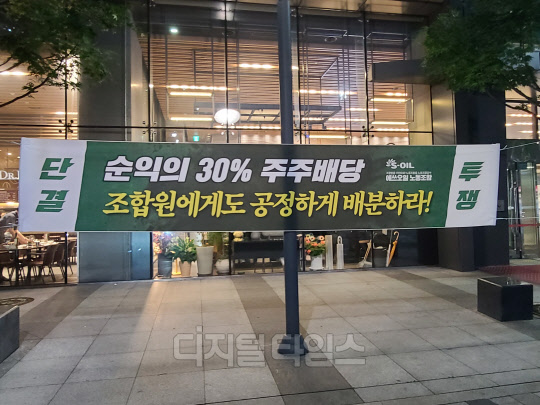 단결
순익의 30% 주주배당
조합원에게도 공정하게 배분하라!
S-OIL
에쓰오일 노동조합
투쟁
디지털타임스